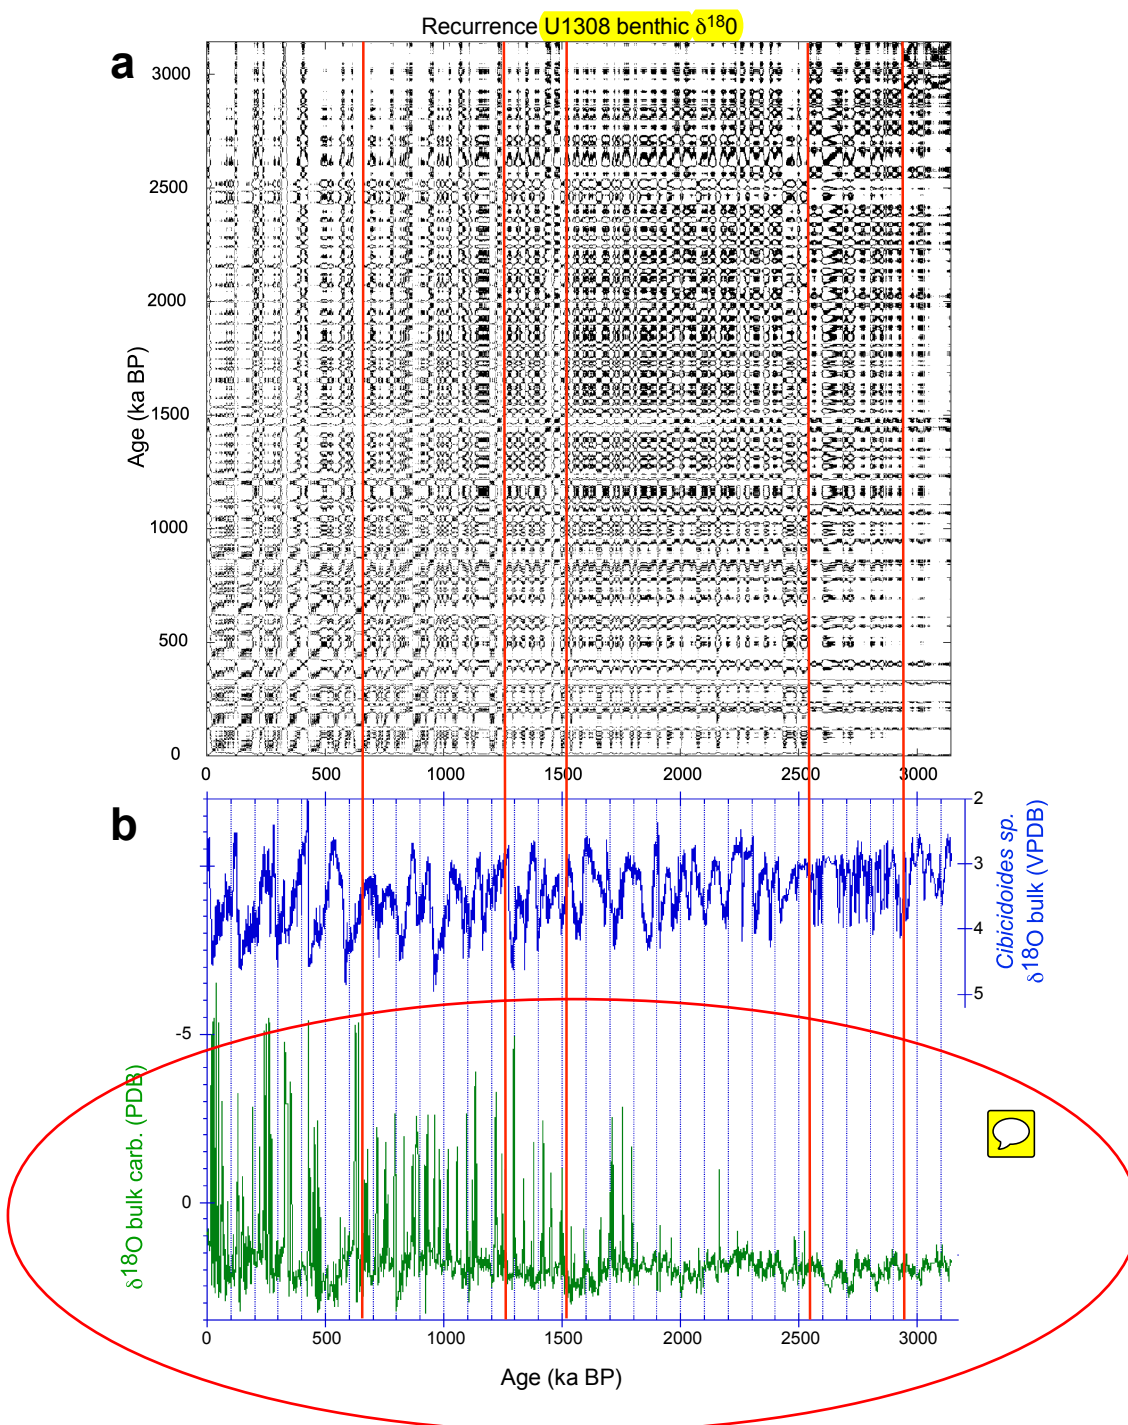 Recurrence U1308 benthic δ¹⁸0
a
3000
2500
2000
1500
1000
500
0
Age (ka BP)
0 500 1000 1500 2000 2500 3000
b
2
3
4
5
Cibicidoides sp.
δ¹⁸O bulk (VPDB)
-5
0
δ¹⁸O bulk carb. (PDB)
0 500 1000 1500 2000 2500 3000
Age (ka BP)